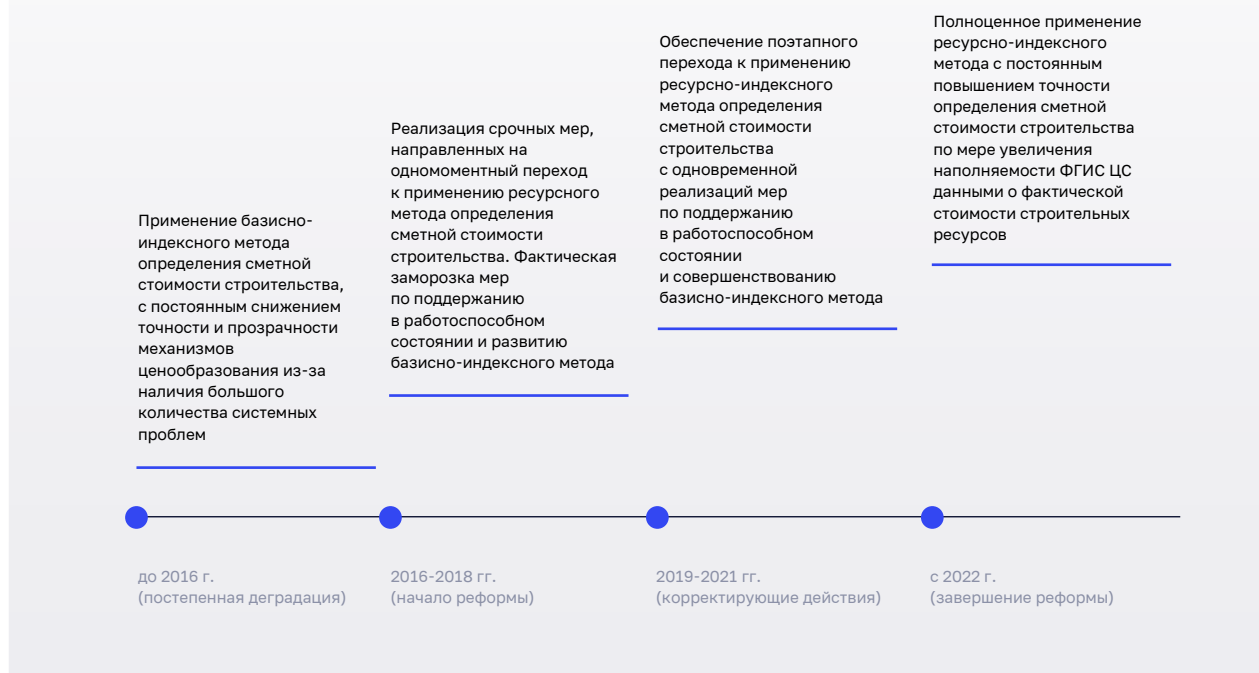 Применение базисно-
индексного метода
определения сметной
стоимости строительства,
с постоянным снижением
точности и прозрачности
механизмов
ценообразования из-за
наличия большого
количества системных
проблем
до 2016 г.
(постепенная деградация)
Реализация срочных мер,
направленных на
одномоментный переход
к применению ресурсного
метода определения
сметной стоимости
строительства. Фактическая
заморозка мер
по поддержанию
в работоспособном
состоянии и развитию
базисно-индексного метода
2016-2018 гг.
(начало реформы)
Обеспечение поэтапного
перехода к применению
ресурсно-индексного
метода определения
сметной стоимости
строительства
с одновременной
реализаций мер
по поддержанию
в работоспособном
состоянии
и совершенствованию
базисно-индексного метода
2019-2021 гг.
(корректирующие действия)
Полноценное применение
ресурсно-индексного
метода с постоянным
повышением точности
определения сметной
стоимости строительства
по мере увеличения
наполняемости ФГИС ЦС
данными о фактической
стоимости строительных
ресурсов
с 2022 г.
(завершение реформы)